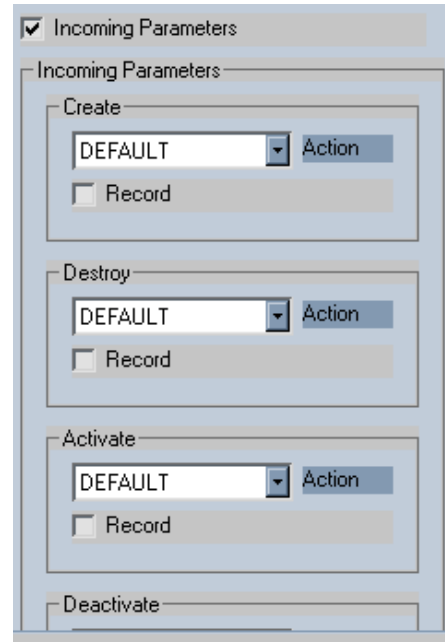 Incoming Parameters
Incoming Parameters
Create
DEFAULT Action
Record
Destroy
DEFAULT Action
Record
Activate
DEFAULT Action
Record
Deactivate